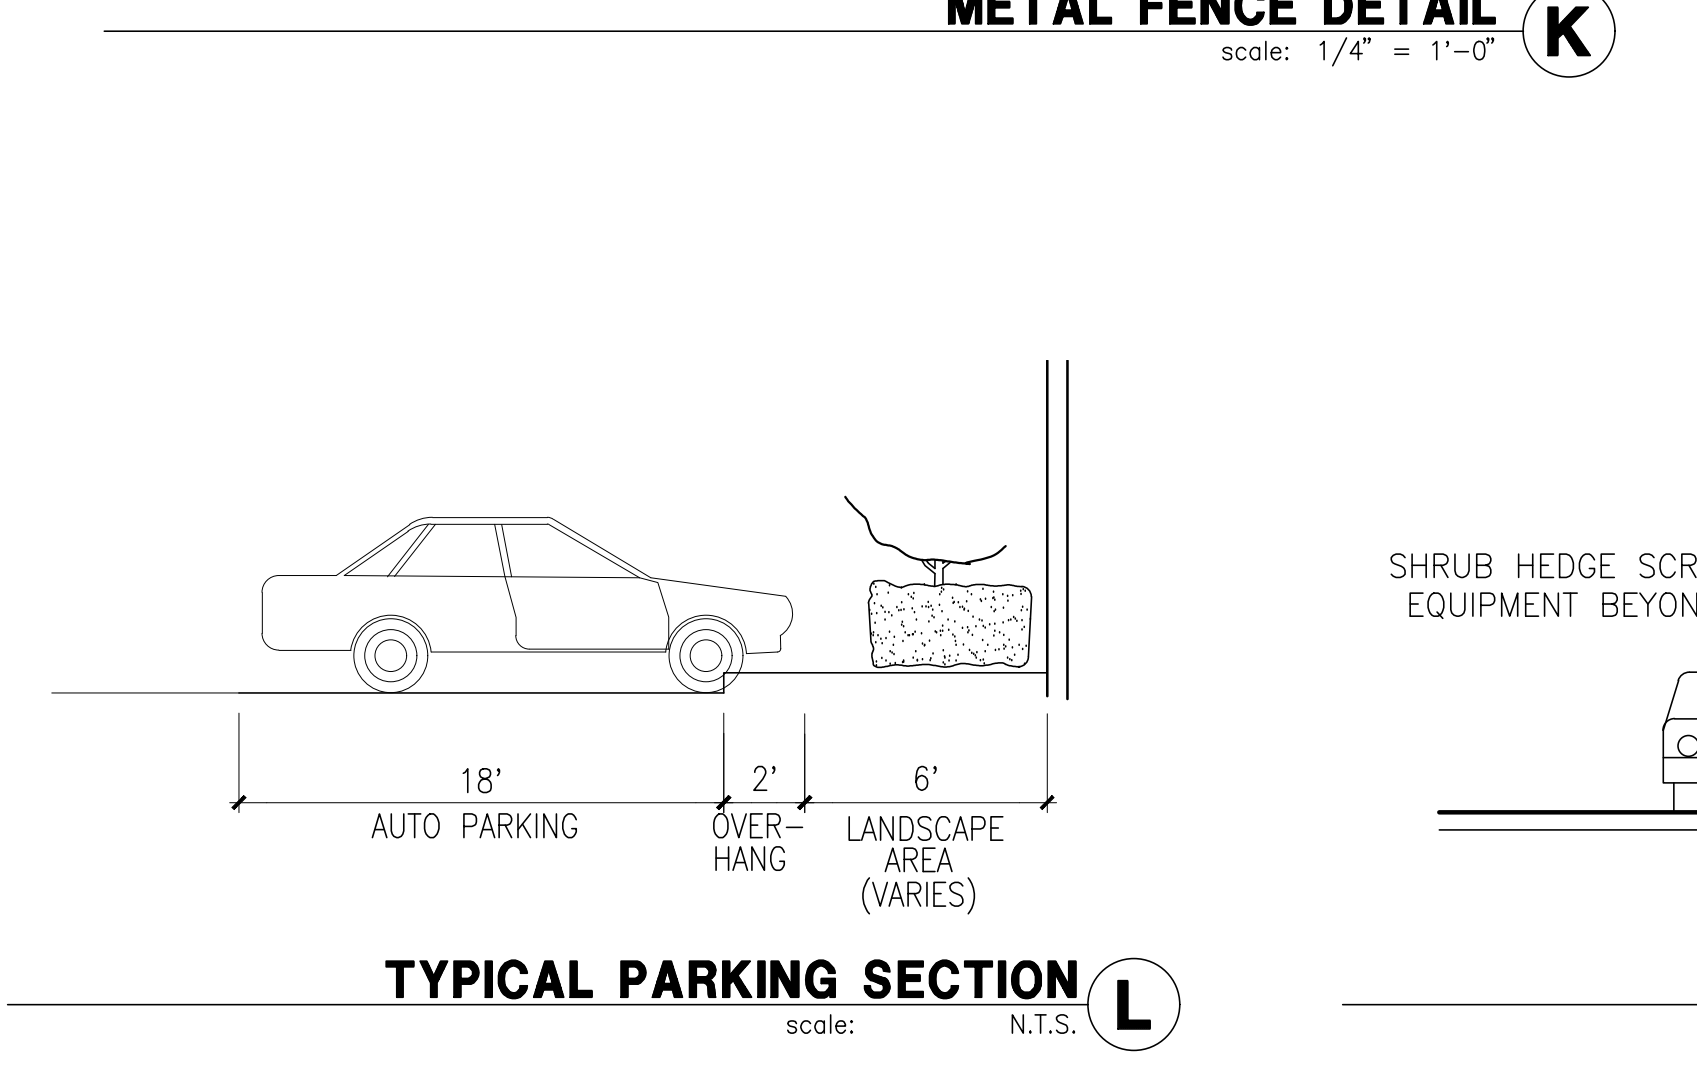 METAL FENCE DETAIL
K
scale: 1/4" = 1'-0"
SHRUB HEDGE SCR
EQUIPMENT BEYON
18'
2'
6'
AUTO PARKING
OVER-
HANG
LANDSCAPE
AREA
(VARIES)
TYPICAL PARKING SECTION
L
scale: N.T.S.